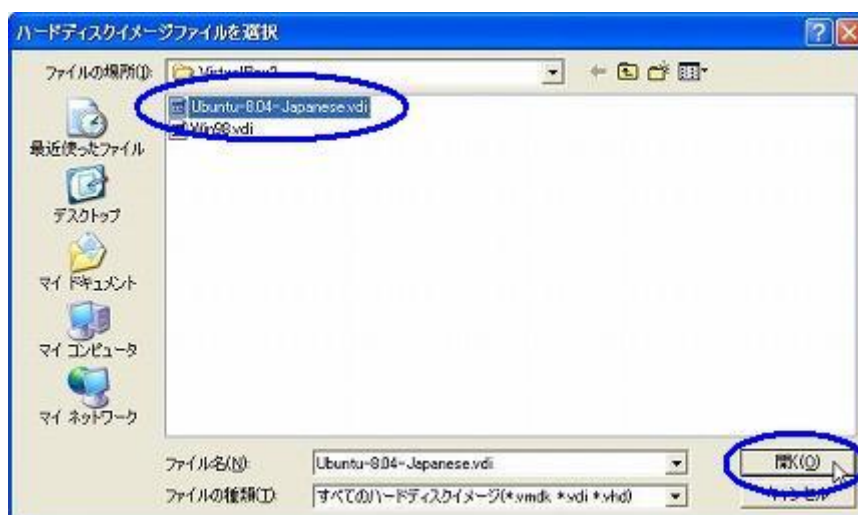 ハードディスクイメージファイルを選択
ファイルの場所(I):
Ubuntu-8.04-Japanese.vdi
Win98.vdi
最近使ったファイル
デスクトップ
マイ ドキュメント
マイ コンピュータ
マイ ネットワーク
ファイル名(N): Ubuntu-8.04-Japanese.vdi 開く(O)
ファイルの種類(T): すべてのハードディスクイメージ(*.vmdk *.vdi *.vhd) キャンセル